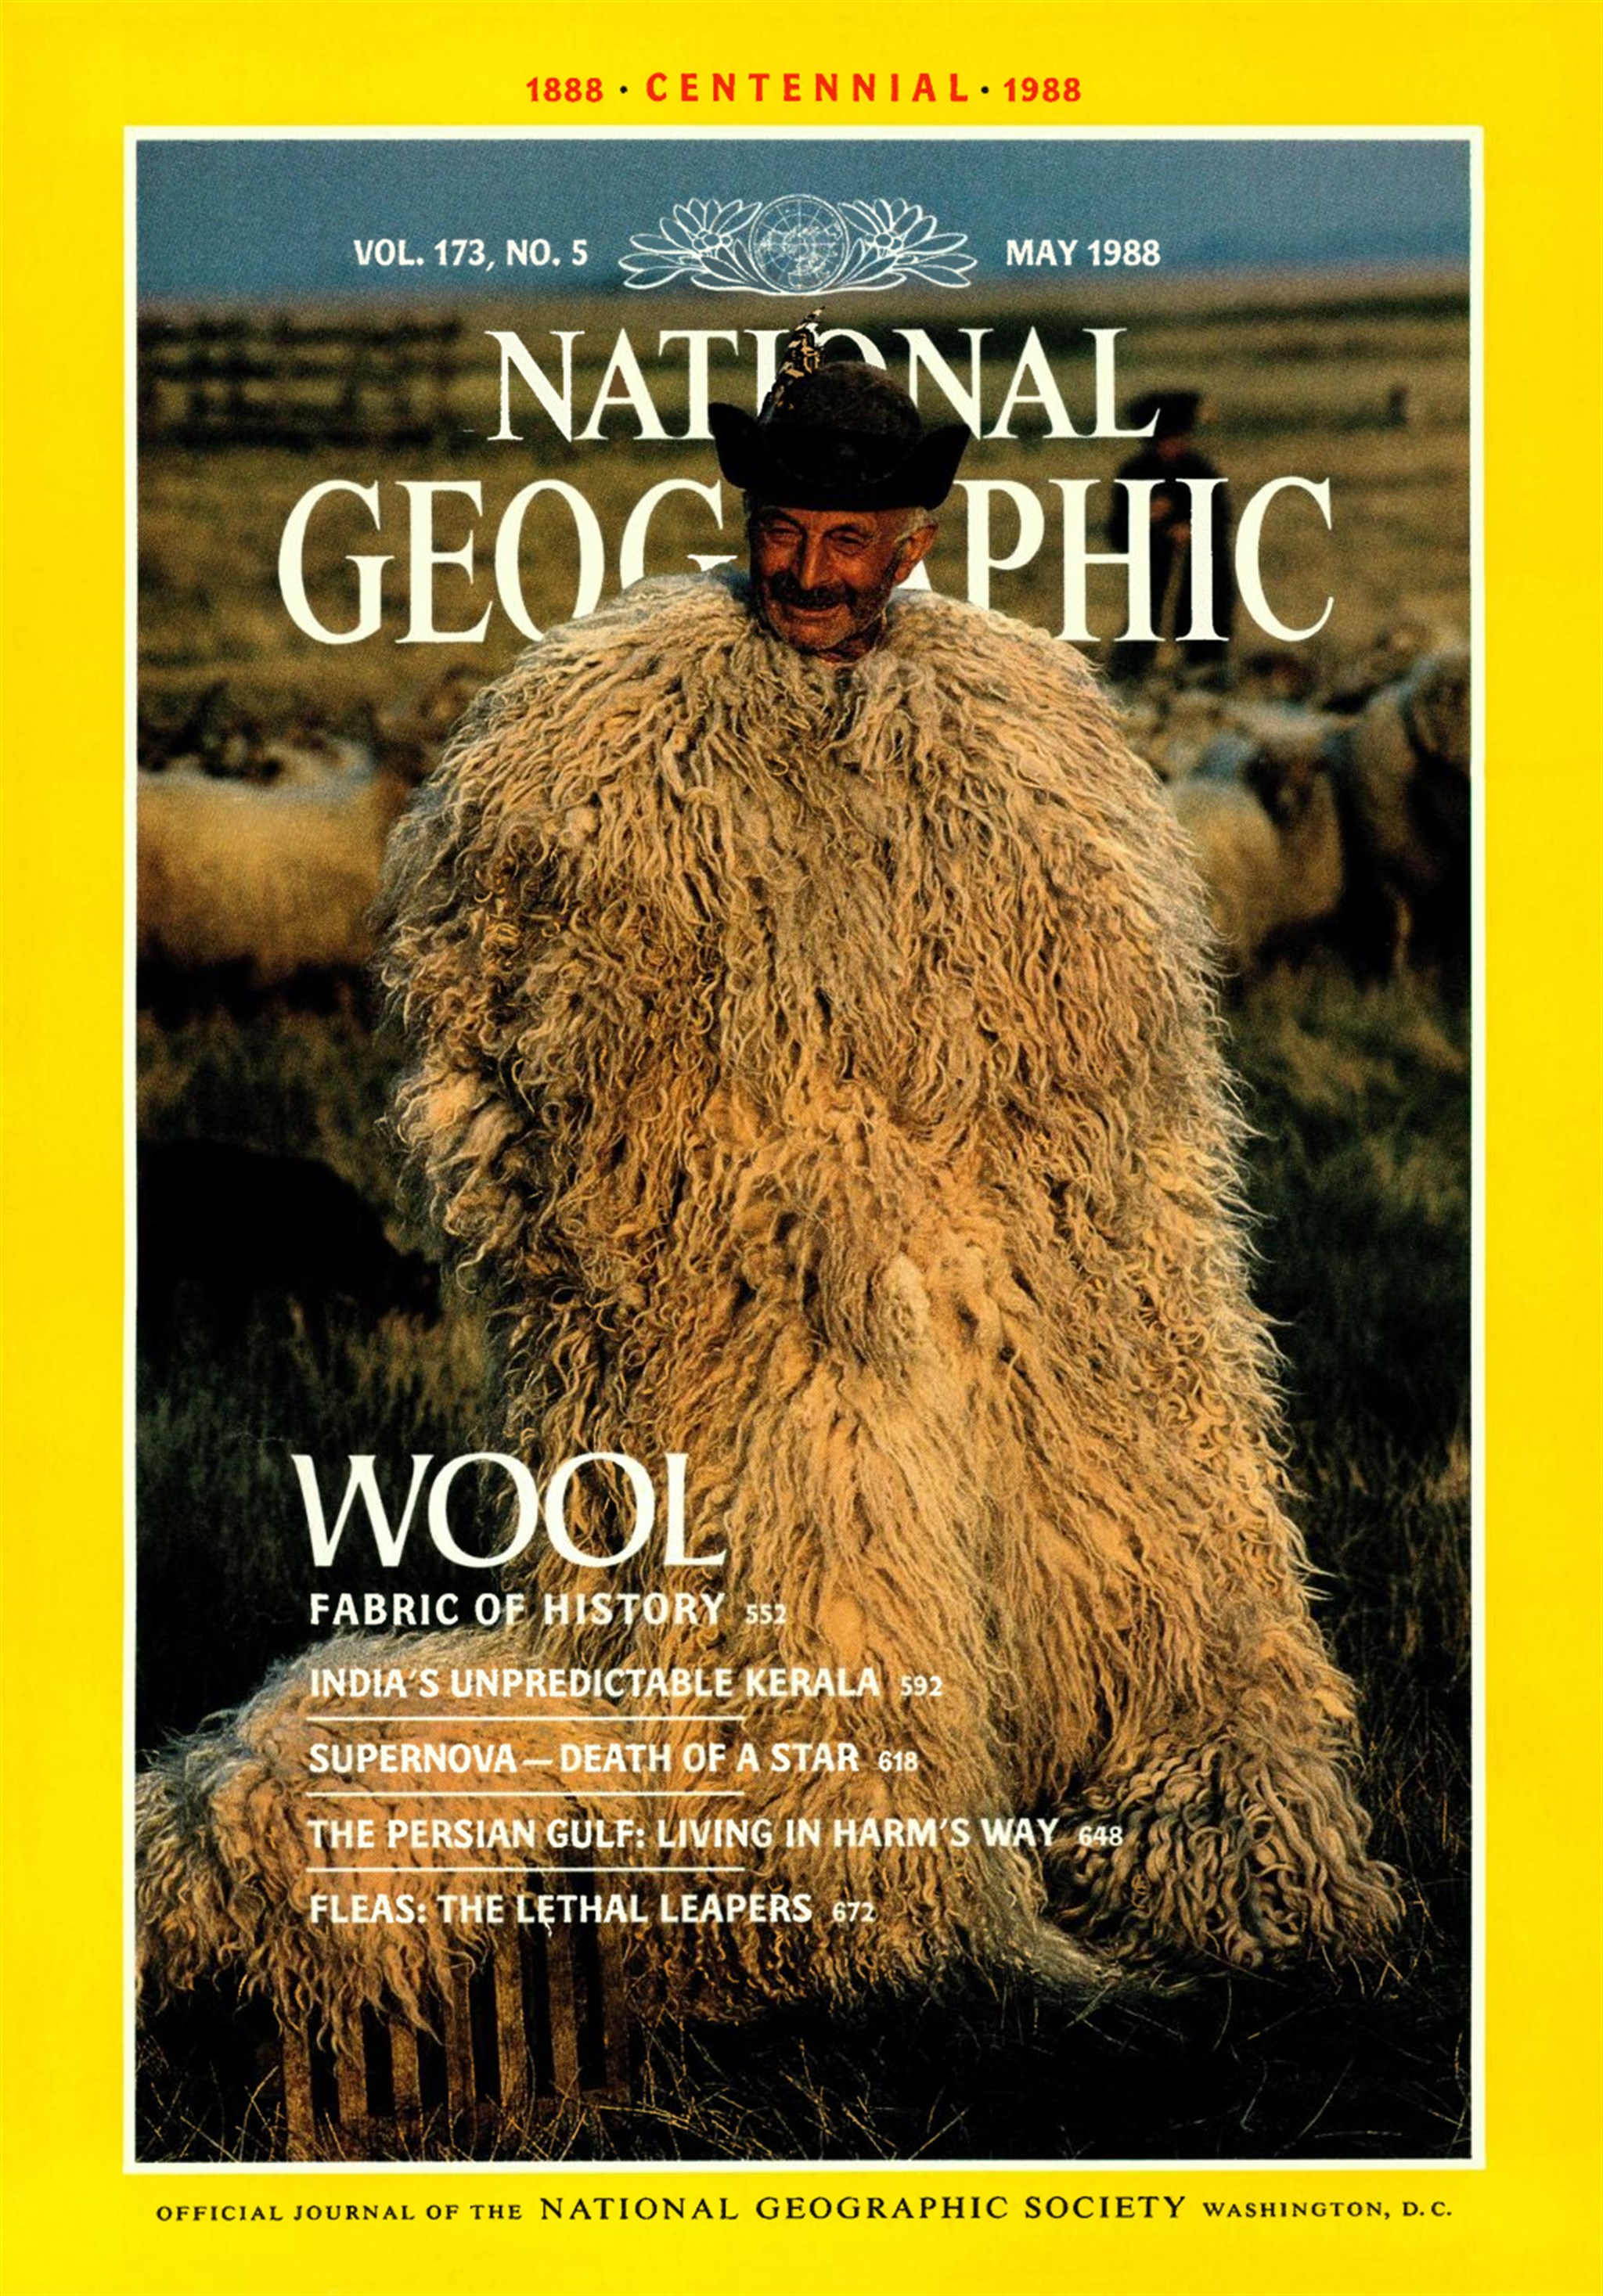 1888 · CENTENNIAL · 1988
VOL. 173, NO. 5
MAY 1988
NATIONAL
GEOGRAPHIC
WOOL
FABRIC OF HISTORY 552
INDIA'S UNPREDICTABLE KERALA 592
SUPERNOVA—DEATH OF A STAR 618
THE PERSIAN GULF: LIVING IN HARM'S WAY 648
FLEAS: THE LETHAL LEAPERS 672
OFFICIAL JOURNAL OF THE NATIONAL GEOGRAPHIC SOCIETY WASHINGTON, D.C.